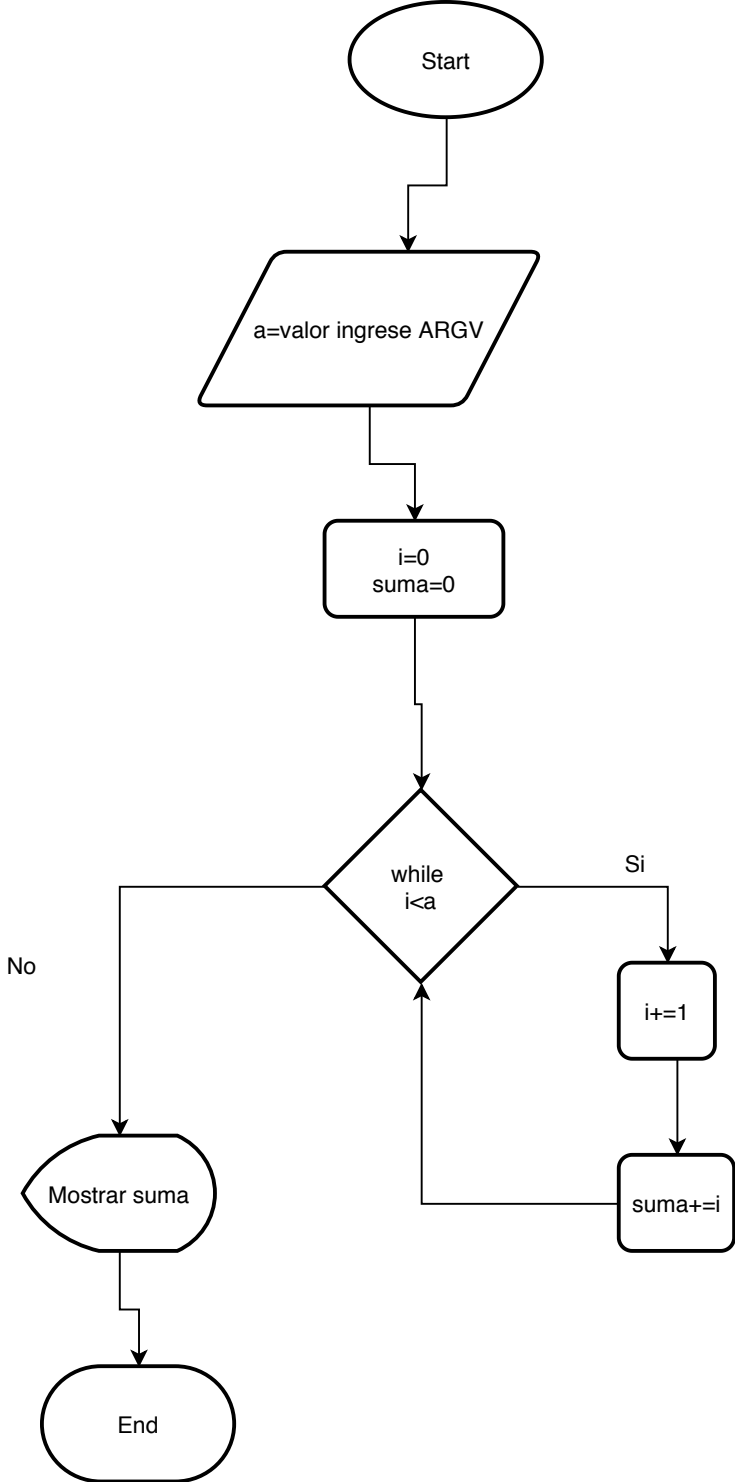 Start
a=valor ingrese ARGV
i=0
suma=0
while
i<a
Si
No
i+=1
suma+=i
Mostrar suma
End